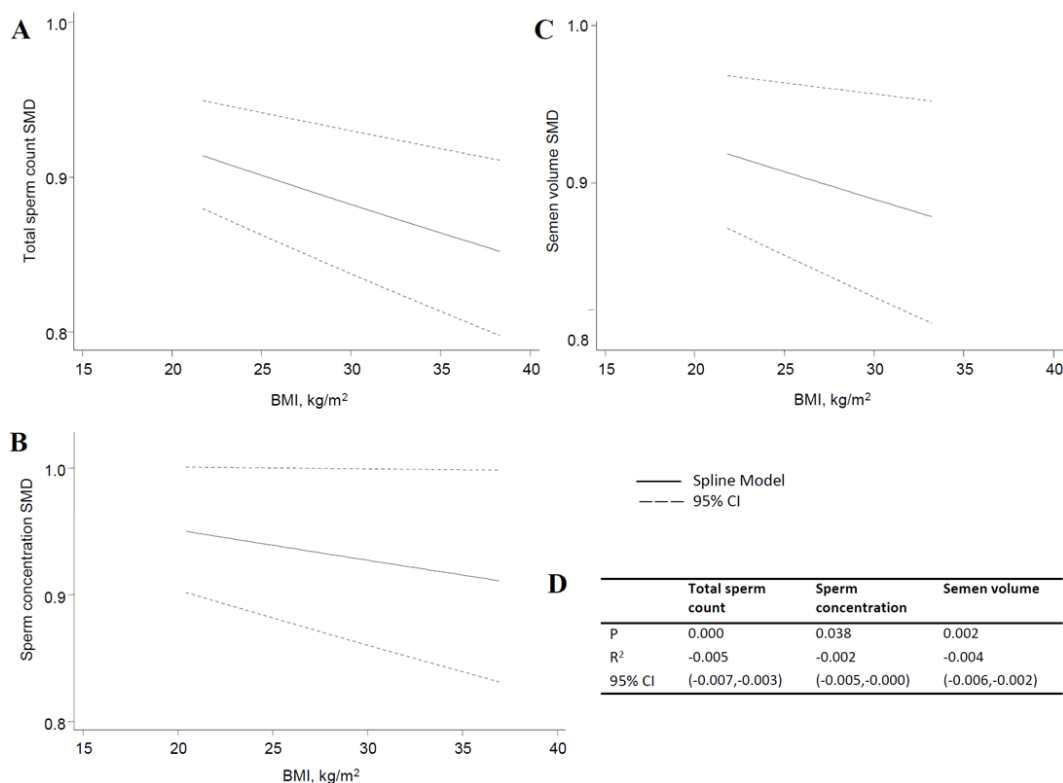 A
1.0
0.9
0.8
Total sperm count SMD
15 20 25 30 35 40
BMI, kg/m²
C
1.0
0.9
0.8
Semen volume SMD
15 20 25 30 35 40
BMI, kg/m²
B
1.0
0.9
0.8
Sperm concentration SMD
15 20 25 30 35 40
BMI, kg/m²
Spline Model
95% CI
D
Total sperm count Sperm concentration Semen volume
P 0.000 0.038 0.002
R² -0.005 -0.002 -0.004
95% CI (-0.007,-0.003) (-0.005,-0.000) (-0.006,-0.002)